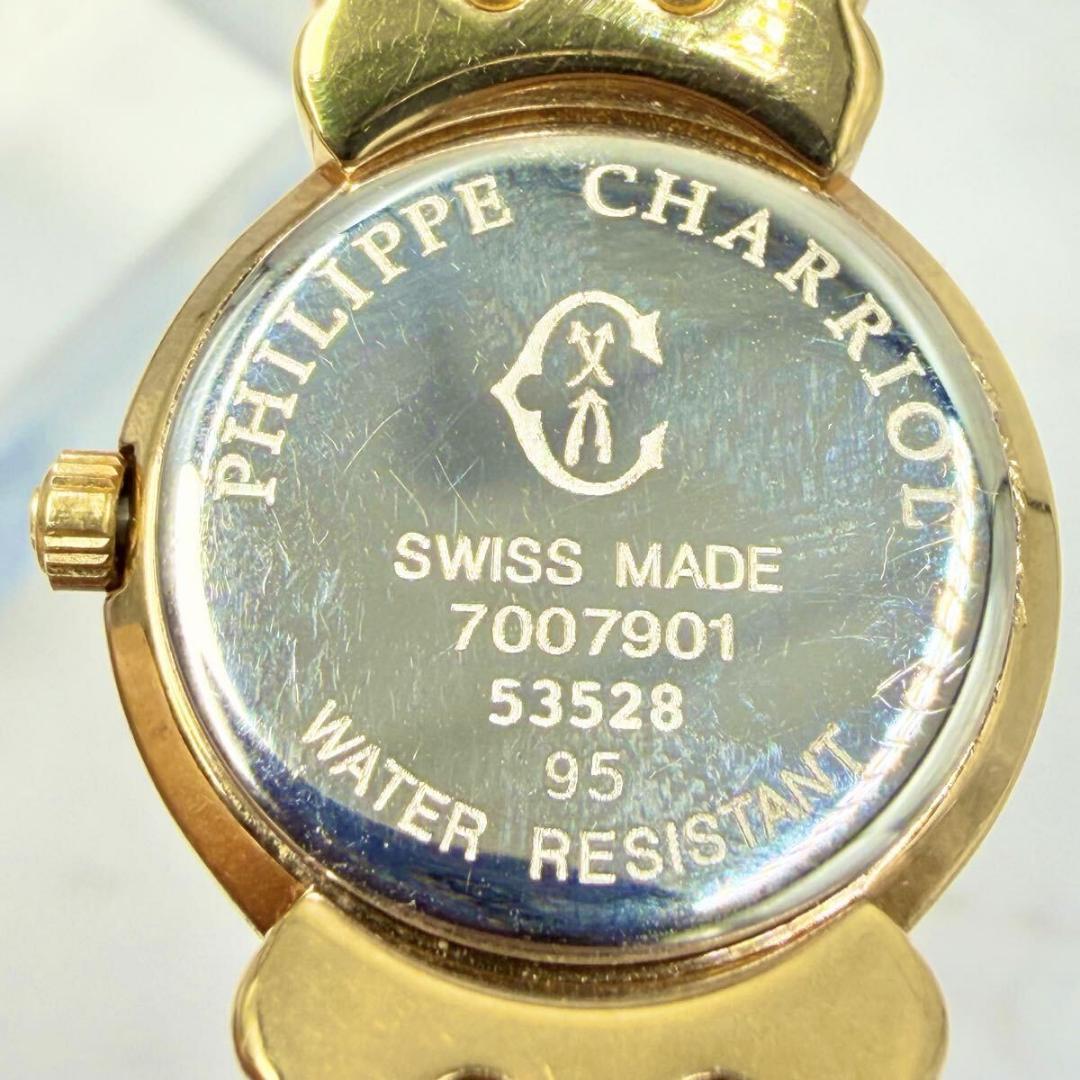 PHILIPPE CHARRIOL
SWISS MADE
7007901
53528
95
WATER RESISTANT